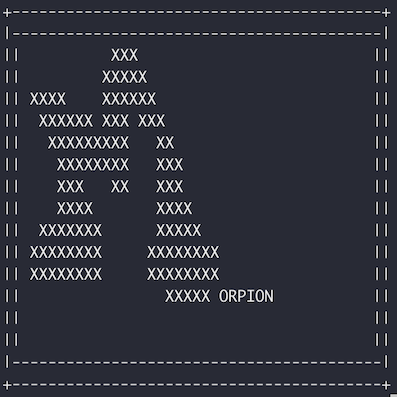 +-----------------------------------------+
|-----------------------------------------|
||          XXX                          ||
||         XXXXX                         ||
|| XXXX    XXXXXX                        ||
||  XXXXXX XXX XXX                       ||
||   XXXXXXXXX   XX                      ||
||    XXXXXXXX   XXX                     ||
||    XXX   XX   XXX                     ||
||    XXXX       XXXX                    ||
||  XXXXXXX      XXXXX                   ||
|| XXXXXXXX     XXXXXXXX                 ||
|| XXXXXXXX     XXXXXXXX                 ||
||                XXXXX ORPION           ||
||                                       ||
||                                       ||
|-----------------------------------------|
+-----------------------------------------+